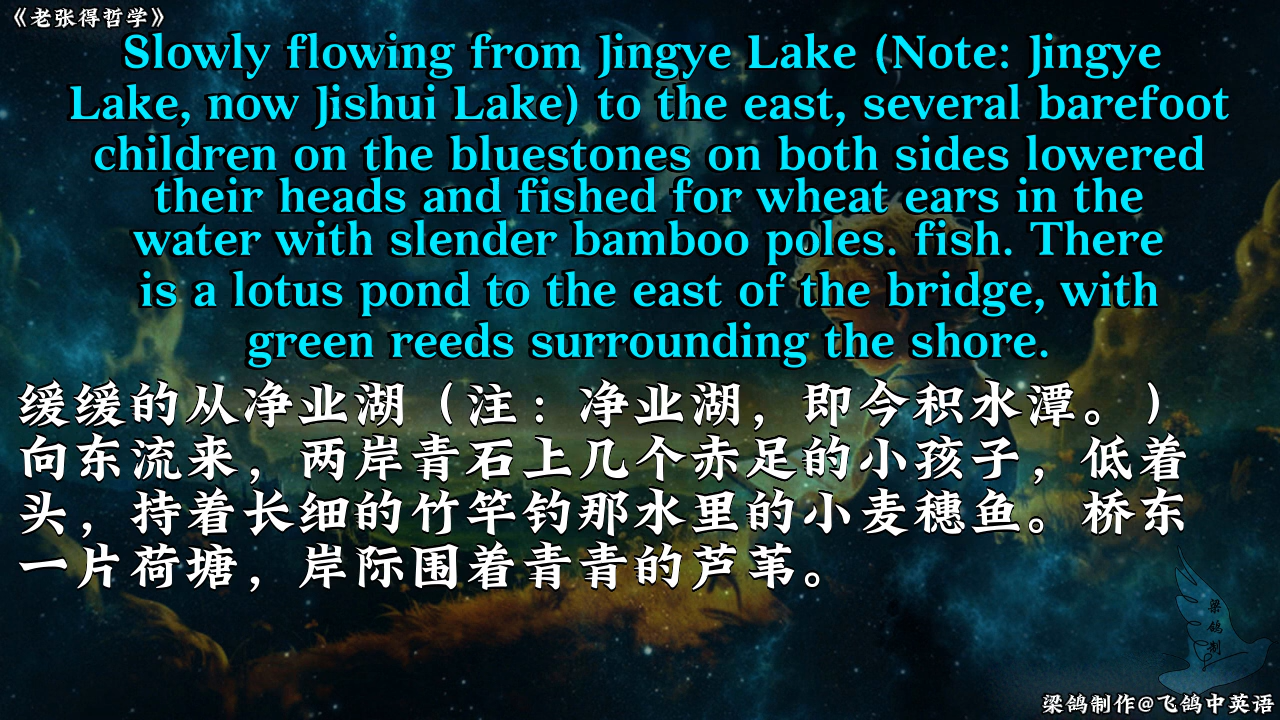 《老张得哲学》
Slowly flowing from Jingye Lake (Note: Jingye
Lake, now Jishui Lake) to the east, several barefoot
children on the bluestones on both sides lowered
their heads and fished for wheat ears in the
water with slender bamboo poles. fish. There
is a lotus pond to the east of the bridge, with
green reeds surrounding the shore.
缓缓的从净业湖（注：净业湖，即今积水潭。）
向东流来，两岸青石上几个赤足的小孩子，低着
头，持着长细的竹竿钓那水里的小麦穗鱼。桥东
一片荷塘，岸际围着青青的芦苇。
梁
鸽
制
梁鸽制作@飞鸽中英语